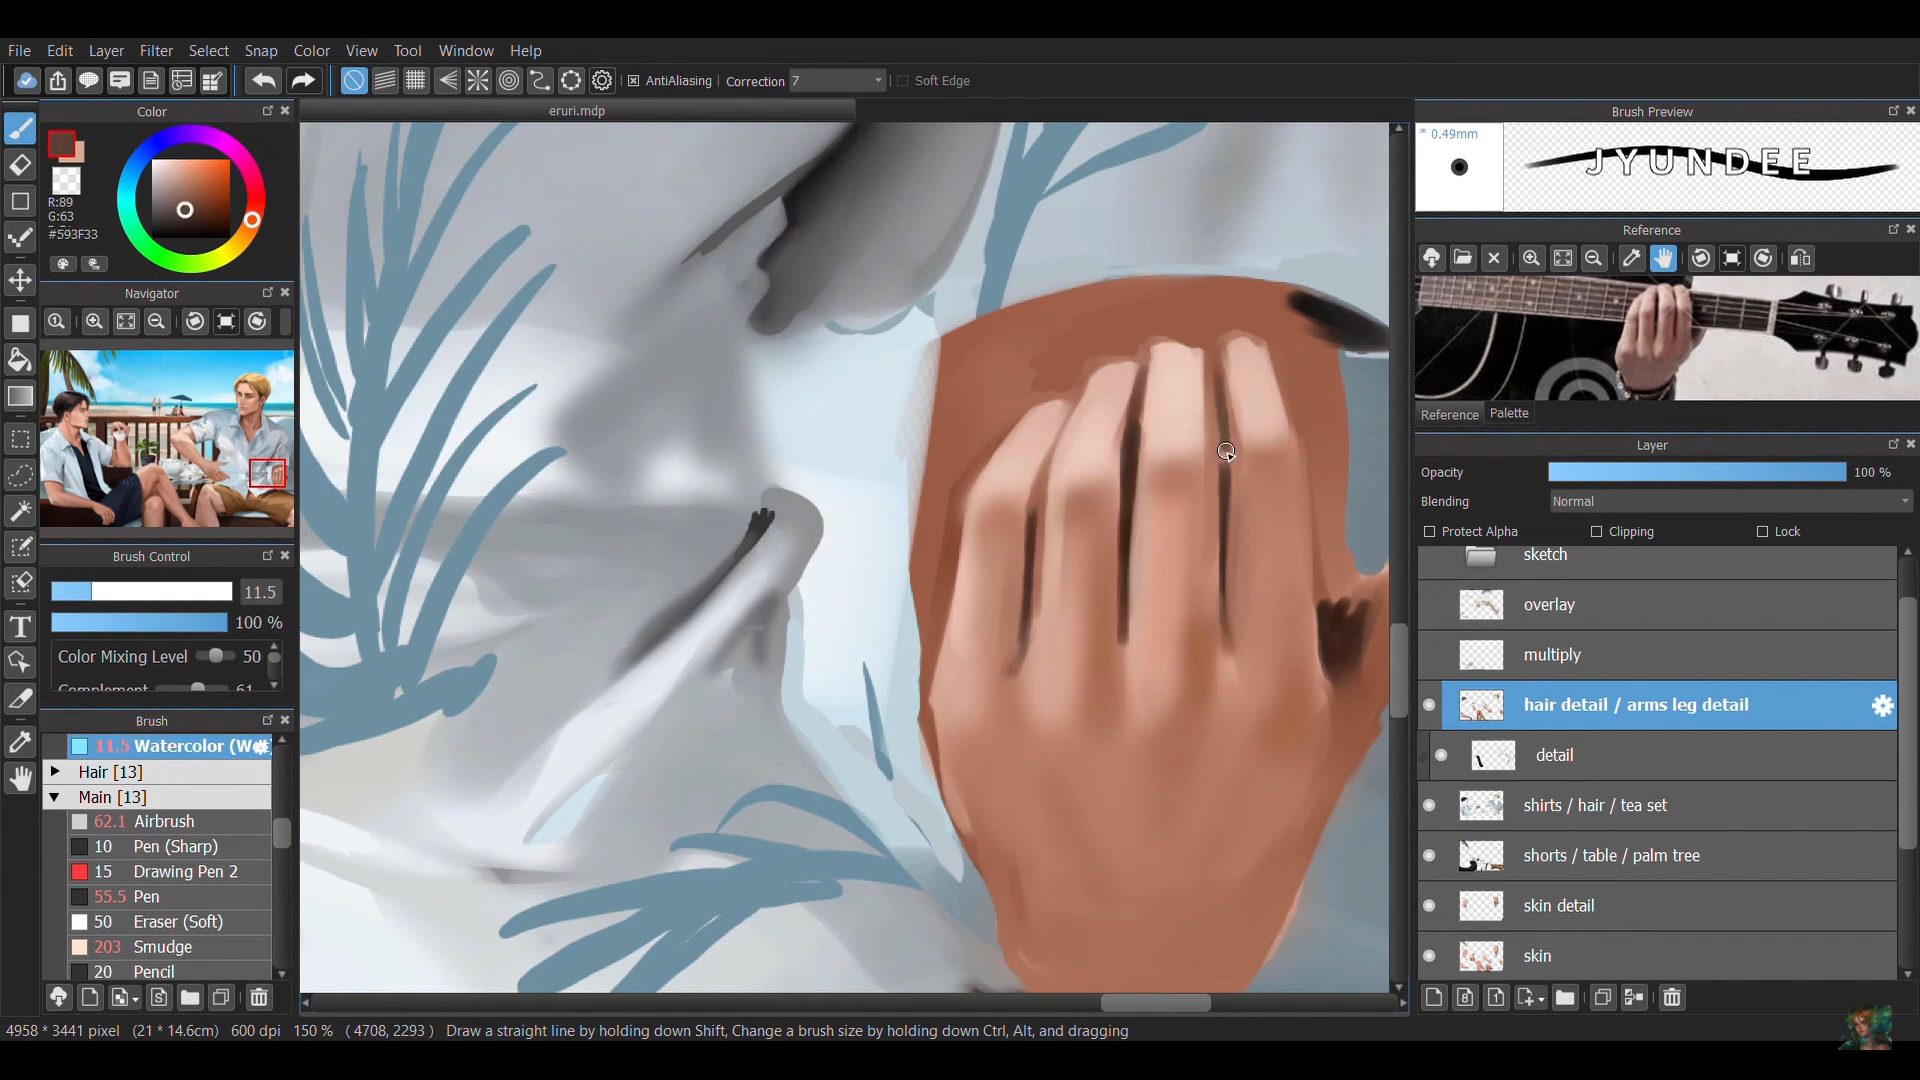 File Edit Layer Filter Select Snap Color View Tool Window Help
AntiAliasing Correction 7 Soft Edge
Color
eruri.mdp
Brush Preview
* 0.49mm
JYUNDEE
R:89
G:63
#593F33
Reference
Navigator
Reference Palette
Layer
Opacity 100 %
Blending Normal
Protect Alpha Clipping Lock
sketch
overlay
multiply
hair detail / arms leg detail
detail
shirts / hair / tea set
shorts / table / palm tree
skin detail
skin
Brush Control
11.5
100 %
Color Mixing Level 50
Complement 61
Brush
11.5 Watercolor (W
Hair [13]
Main [13]
62.1 Airbrush
10 Pen (Sharp)
15 Drawing Pen 2
55.5 Pen
50 Eraser (Soft)
203 Smudge
20 Pencil
4958 * 3441 pixel (21 * 14.6cm) 600 dpi 150 % ( 4708, 2293 ) Draw a straight line by holding down Shift, Change a brush size by holding down Ctrl, Alt, and dragging